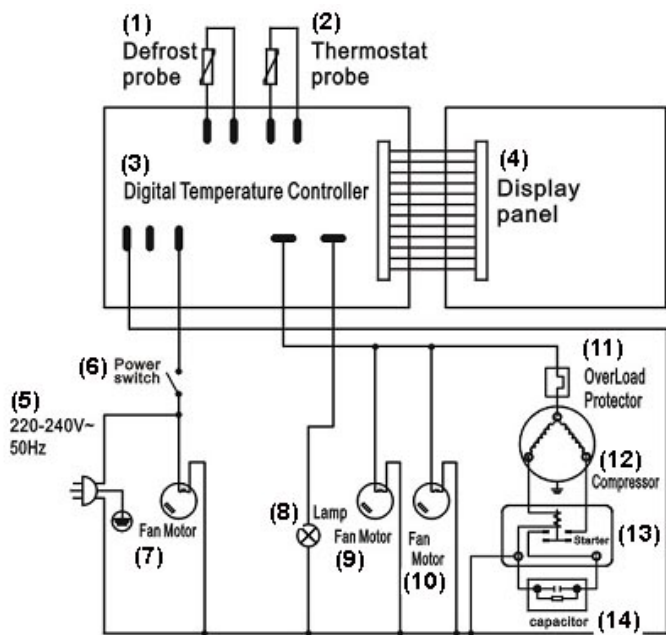 (1)
Defrost
probe
(2)
Thermostat
probe
(3)
Digital Temperature Controller
(4)
Display
panel
(6)
Power
switch
(5)
220-240V~
50Hz
Fan Motor
(7)
(8)
Lamp
Fan Motor
(9)
Fan
Motor
(10)
(11)
OverLoad
Protector
(12)
Compressor
(13)
Starter
capacitor
(14)